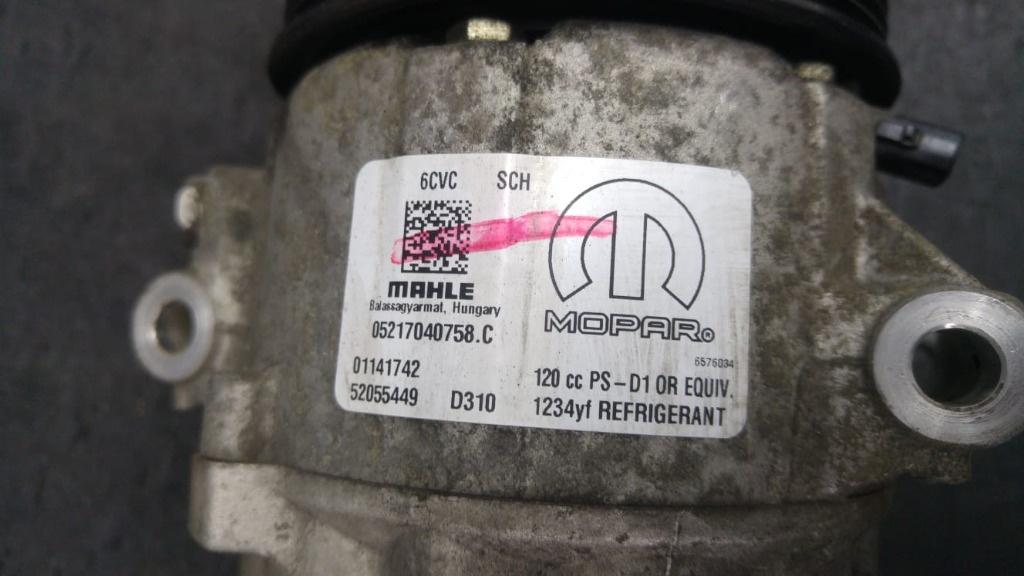 6CVC SCH
MAHLE
Balassagyarmat, Hungary
05217040758.C
MOPAR®
6576034
01141742
120 cc PS-D1 OR EQUIV.
52055449 D310
1234yf REFRIGERANT